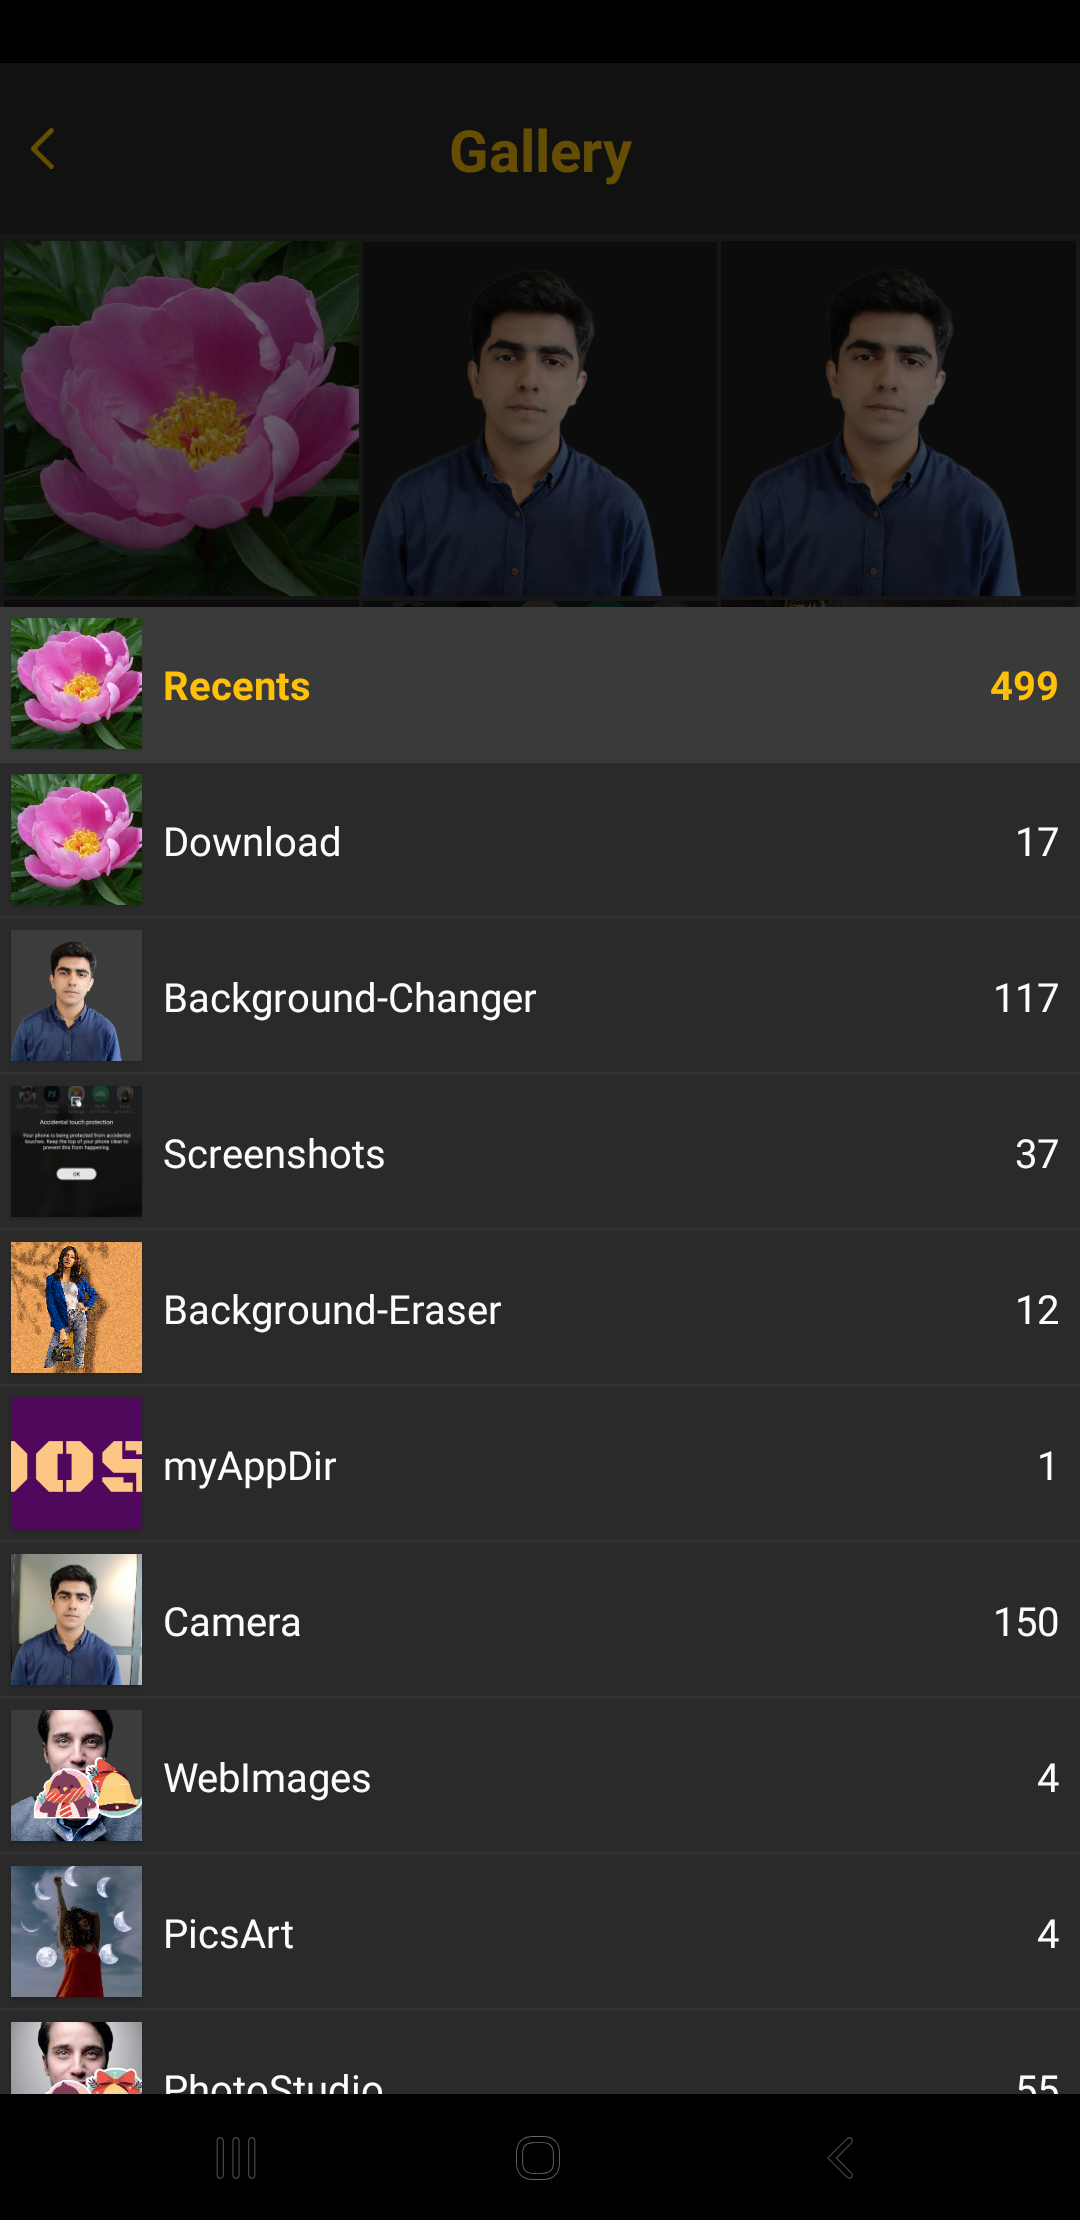 Gallery
Recents 499
Download 17
Background-Changer 117
Accidental touch protection
Your phone is being protected from accidental
touches. Keep the top of your phone clear to
prevent this from happening.
OK
Screenshots 37
Background-Eraser 12
OS
myAppDir 1
Camera 150
WebImages 4
PicsArt 4
PhotoStudio 55